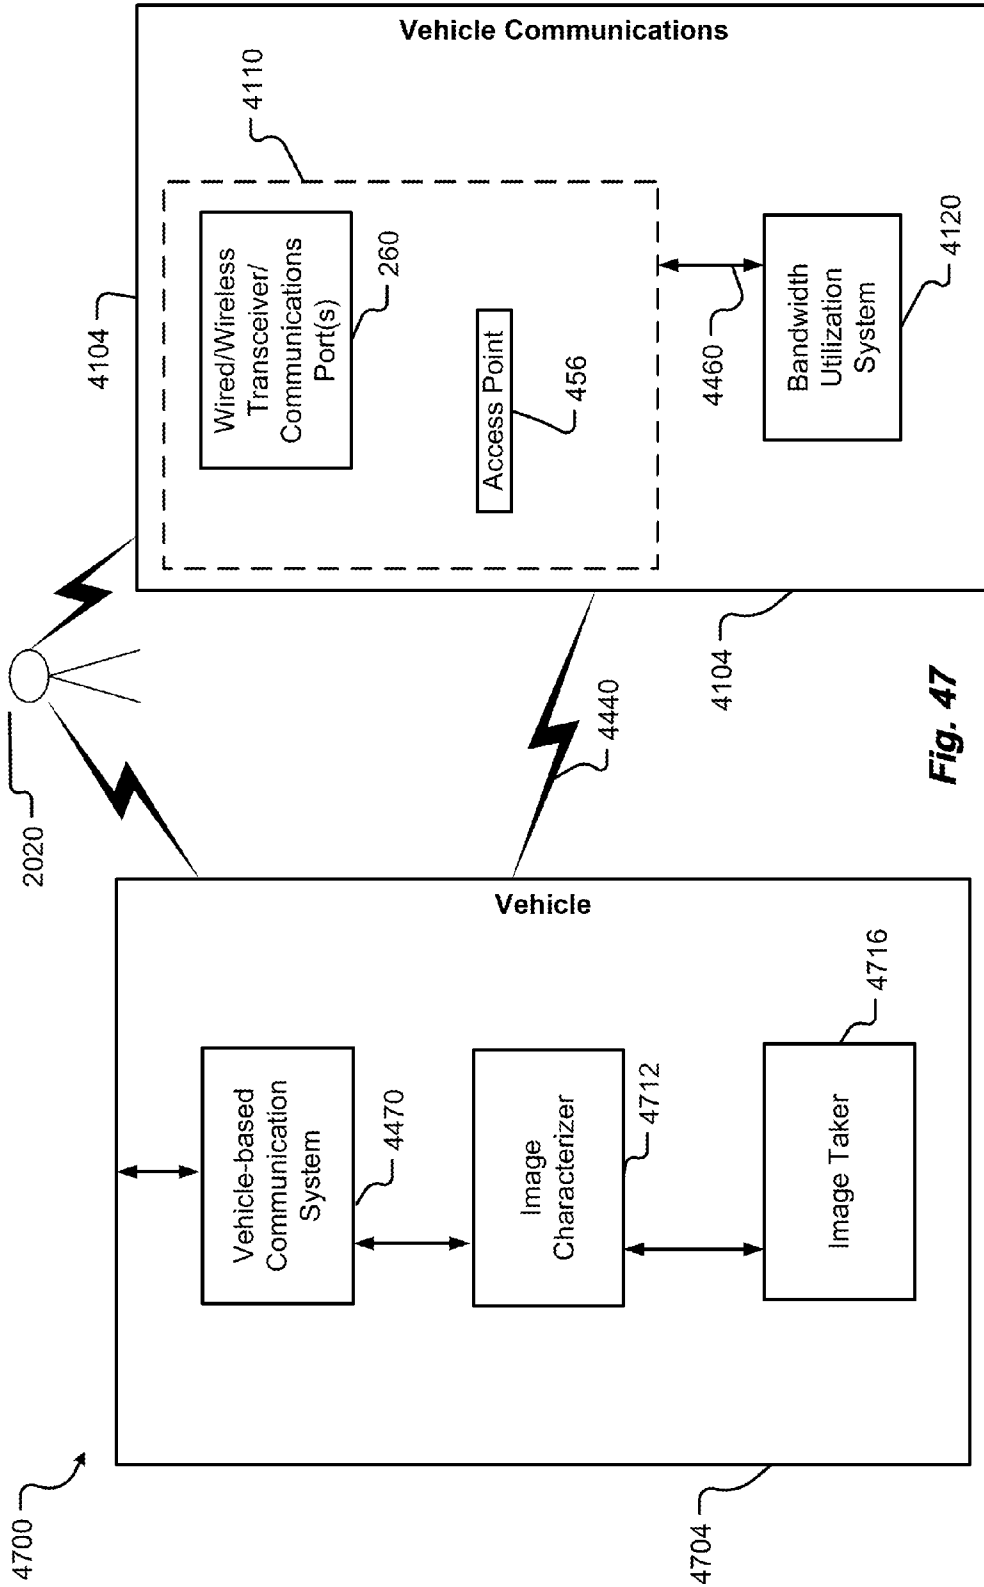 4700
2020
4704
Vehicle
Vehicle-based
Communication
System
4470
Image
Characterizer
4712
Image Taker
4716
4440
4104
Vehicle Communications
4104
4110
Wired/Wireless
Transceiver/
Communications
Port(s)
260
Access Point
456
4460
Bandwidth
Utilization
System
4120
Fig. 47